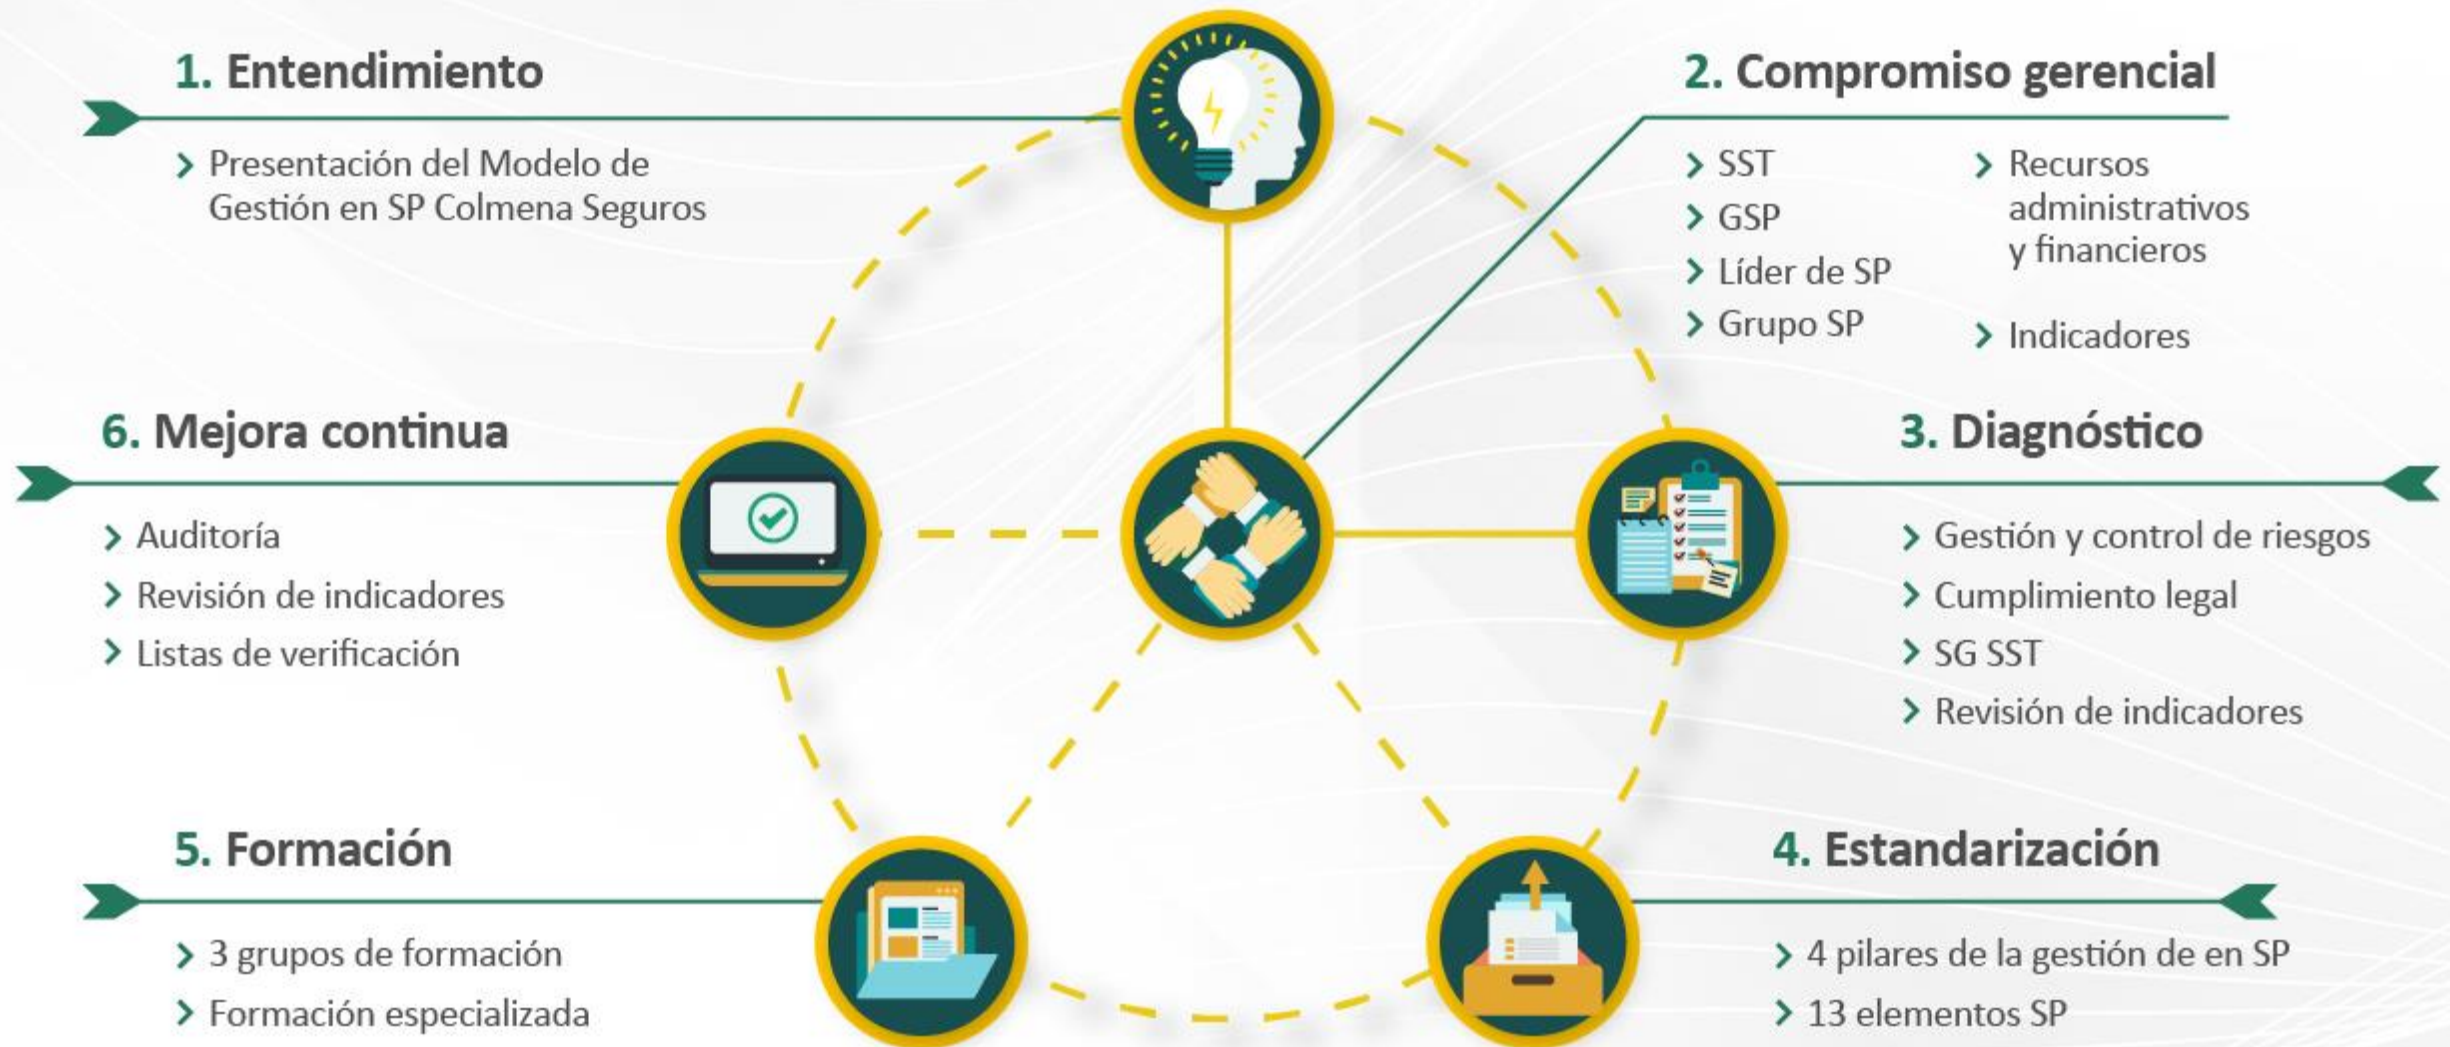 1. Entendimiento
Presentación del Modelo de
Gestión en SP Colmena Seguros
2. Compromiso gerencial
SST
GSP
Líder de SP
Grupo SP
Recursos
administrativos
y financieros
Indicadores
3. Diagnóstico
Gestión y control de riesgos
Cumplimiento legal
SG SST
Revisión de indicadores
4. Estandarización
4 pilares de la gestión de en SP
13 elementos SP
5. Formación
3 grupos de formación
Formación especializada
6. Mejora continua
Auditoría
Revisión de indicadores
Listas de verificación